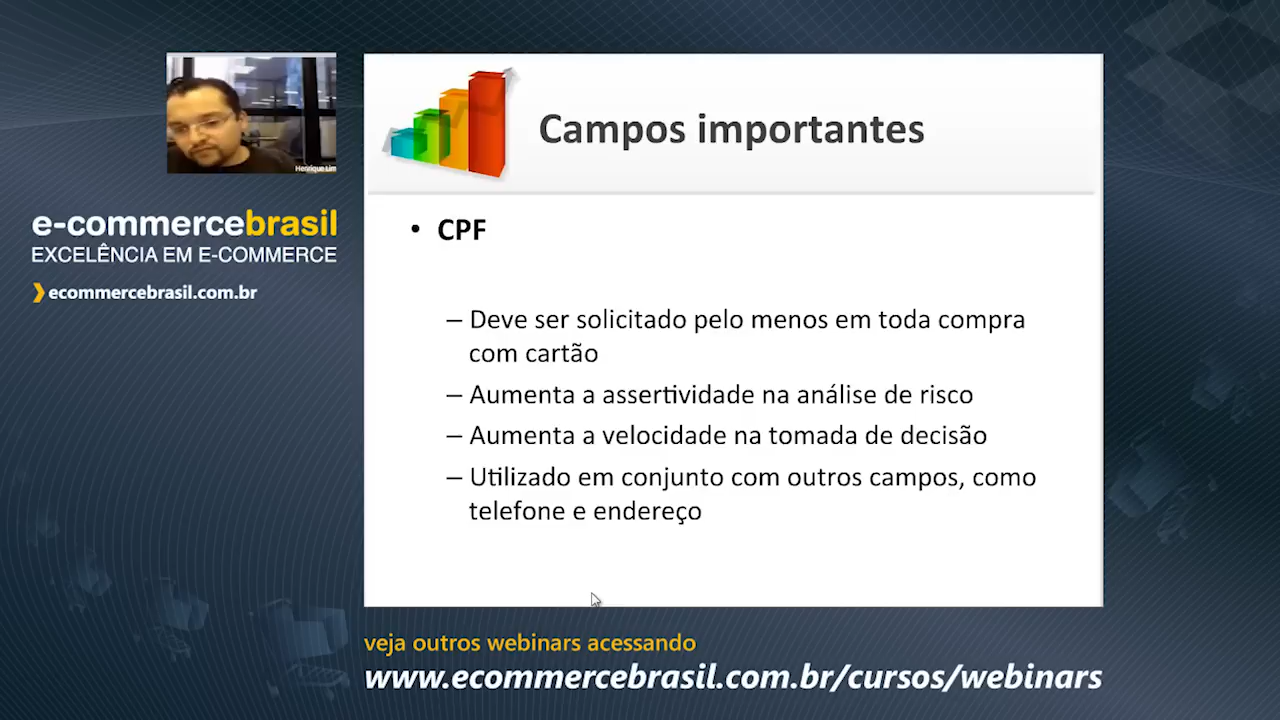 Henrique Lim
e-commercebrasil
EXCELÊNCIA EM E-COMMERCE
ecommercebrasil.com.br
Campos importantes
• CPF
– Deve ser solicitado pelo menos em toda compra
com cartão
– Aumenta a assertividade na análise de risco
– Aumenta a velocidade na tomada de decisão
– Utilizado em conjunto com outros campos, como
telefone e endereço
veja outros webinars acessando
www.ecommercebrasil.com.br/cursos/webinars